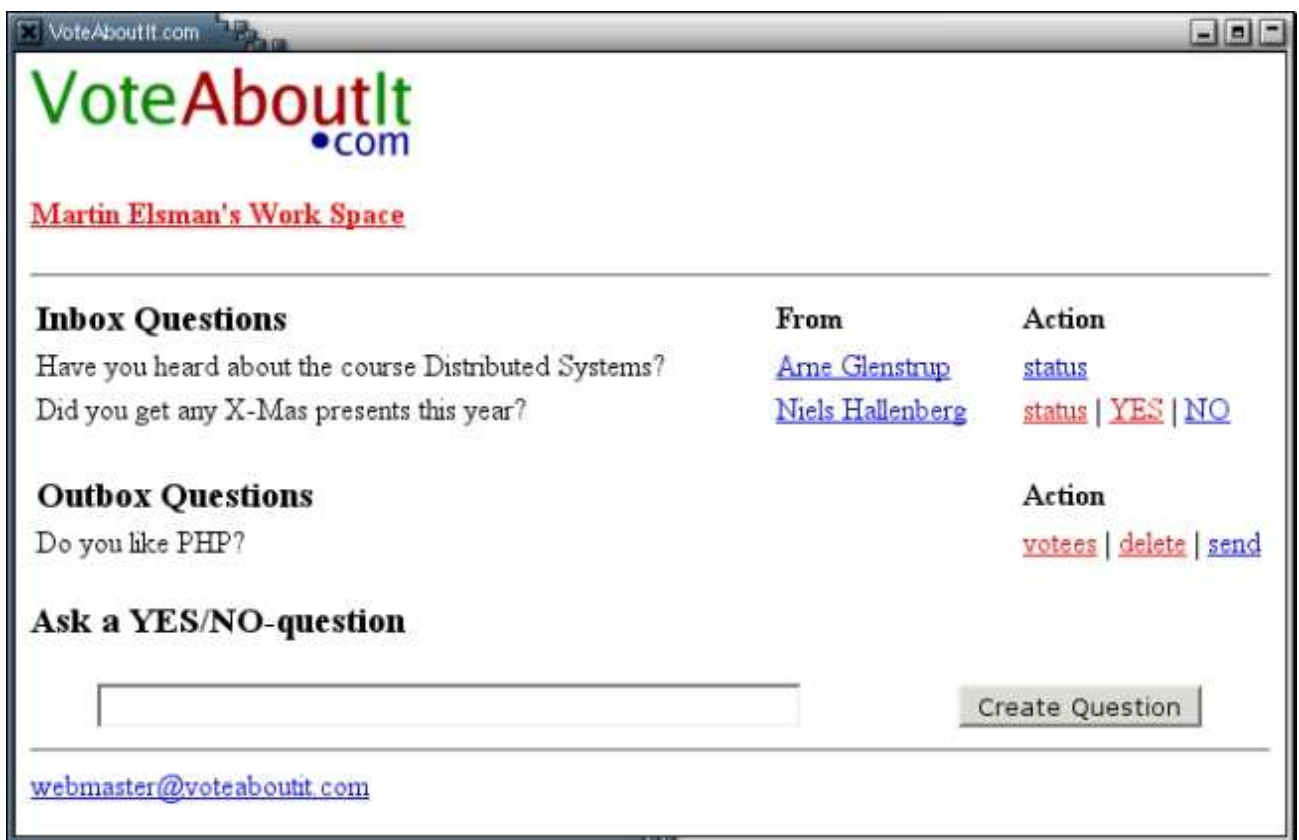 VoteAboutIt.com
VoteAboutIt
•com
Martin Elsman's Work Space
Inbox Questions From Action
Have you heard about the course Distributed Systems? Arne Glenstrup status
Did you get any X-Mas presents this year? Niels Hallenberg status | YES | NO
Outbox Questions Action
Do you like PHP? votees | delete | send
Ask a YES/NO-question
Create Question
webmaster@voteaboutit.com